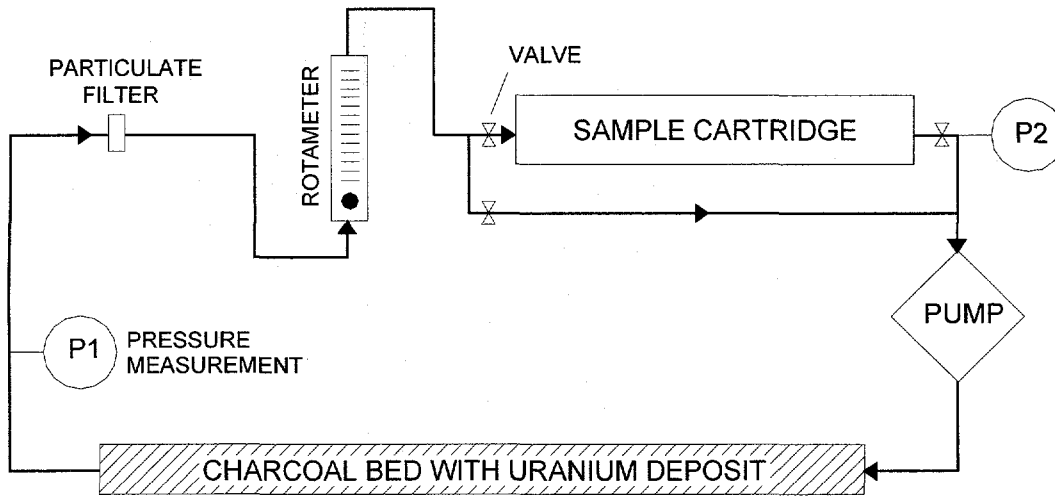 VALVE
PARTICULATE
FILTER
ROTAMETER
SAMPLE CARTRIDGE
P2
PUMP
P1
PRESSURE
MEASUREMENT
CHARCOAL BED WITH URANIUM DEPOSIT